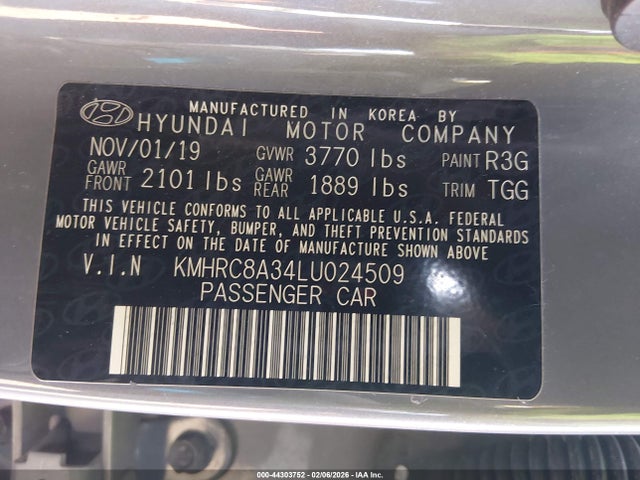 MANUFACTURED IN KOREA BY
HYUNDAI MOTOR COMPANY
NOV/01/19 GVWR 3770 lbs PAINT R3G
GAWR FRONT 2101 lbs GAWR REAR 1889 lbs TRIM TGG
THIS VEHICLE CONFORMS TO ALL APPLICABLE U.S.A. FEDERAL
MOTOR VEHICLE SAFETY, BUMPER, AND THEFT PREVENTION STANDARDS
IN EFFECT ON THE DATE OF MANUFACTURE SHOWN ABOVE
V.I.N KMHRC8A34LU024509
PASSENGER CAR
000-44303752 - 02/06/2026 - IAA Inc.